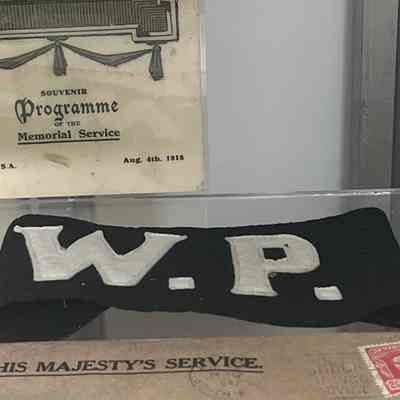 SOUVENIR
Programme
OF THE
Memorial Service
S.A. Aug. 4th. 1918
W.P.
HIS MAJESTY'S SERVICE.